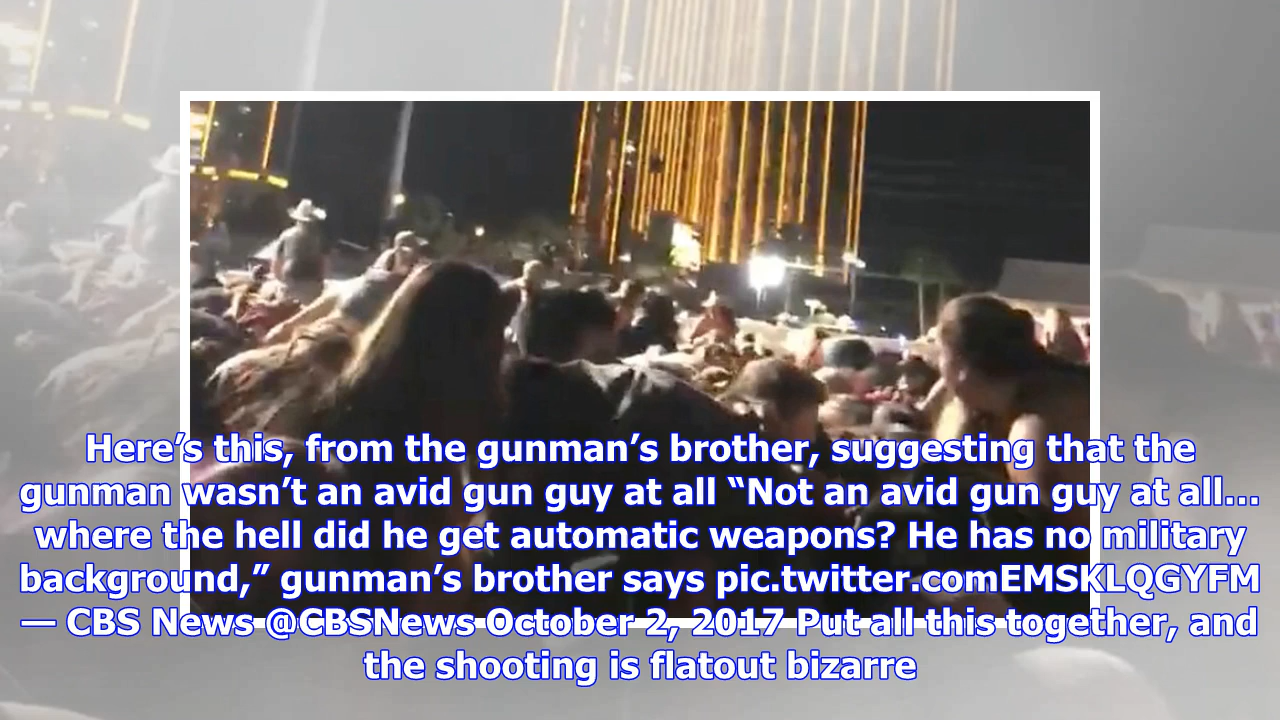 Here’s this, from the gunman’s brother, suggesting that the
gunman wasn’t an avid gun guy at all “Not an avid gun guy at all...
where the hell did he get automatic weapons? He has no military
background,” gunman’s brother says pic.twitter.comEMSKLQGYFM
— CBS News @CBSNews October 2, 2017 Put all this together, and
the shooting is flatout bizarre